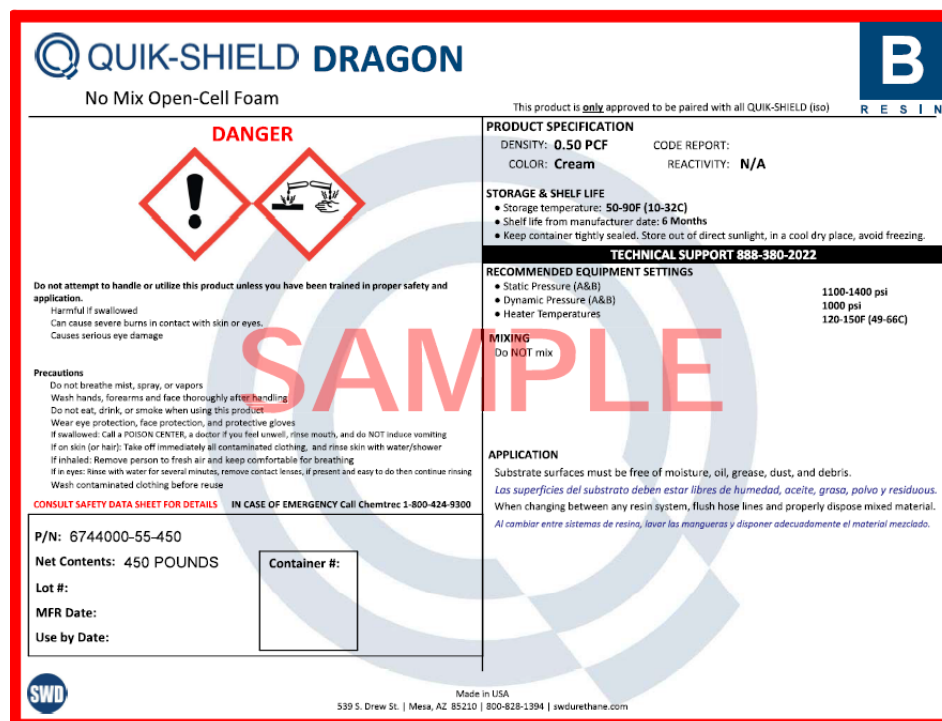 QUIK-SHIELD DRAGON
No Mix Open-Cell Foam
This product is only approved to be paired with all QUIK-SHIELD (iso)
B
RESIN
DANGER
Do not attempt to handle or utilize this product unless you have been trained in proper safety and
application.
Harmful If swallowed
Can cause severe burns in contact with skin or eyes.
Causes serious eye damage
Precautions
Do not breathe mist, spray, or vapors
Wash hands, forearms and face thoroughly after handling
Do not eat, drink, or smoke when using this product
Wear eye protection, face protection, and protective gloves
If swallowed: Call a POISON CENTER, a doctor if you feel unwell, rinse mouth, and do NOT induce vomiting
If on skin (or hair): Take off immediately all contaminated clothing, and rinse skin with water/shower
If inhaled: Remove person to fresh air and keep comfortable for breathing
If in eyes: Rinse with water for several minutes, remove contact lenses, if present and easy to do then continue rinsing
Wash contaminated clothing before reuse
CONSULT SAFETY DATA SHEET FOR DETAILS IN CASE OF EMERGENCY Call Chemtrec 1-800-424-9300
P/N: 6744000-55-450
Net Contents: 450 POUNDS
Lot #:
MFR Date:
Use by Date:
Container #:
PRODUCT SPECIFICATION
DENSITY: 0.50 PCF CODE REPORT:
COLOR: Cream REACTIVITY: N/A
STORAGE & SHELF LIFE
• Storage temperature: 50-90F (10-32C)
• Shelf life from manufacturer date: 6 Months
• Keep container tightly sealed. Store out of direct sunlight, in a cool dry place, avoid freezing.
TECHNICAL SUPPORT 888-380-2022
RECOMMENDED EQUIPMENT SETTINGS
• Static Pressure (A&B) 1100-1400 psi
• Dynamic Pressure (A&B) 1000 psi
• Heater Temperatures 120-150F (49-66C)
MIXING
Do NOT mix
SAMPLE
APPLICATION
Substrate surfaces must be free of moisture, oil, grease, dust, and debris.
Las superficies del substrato deben estar libres de humedad, aceite, grasa, polvo y residuous.
When changing between any resin system, flush hose lines and properly dispose mixed material.
Al cambiar entre sistemas de resina, lavar las mangueras y disponer adecuadamente el material mezclado.
SWD
Made in USA
539 S. Drew St. | Mesa, AZ 85210 | 800-828-1394 | swdurethane.com